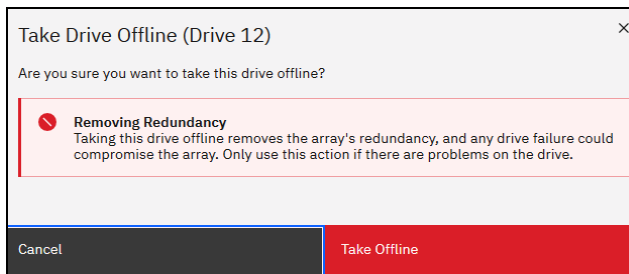 Take Drive Offline (Drive 12)
Are you sure you want to take this drive offline?
Removing Redundancy
Taking this drive offline removes the array's redundancy, and any drive failure could
compromise the array. Only use this action if there are problems on the drive.
Cancel
Take Offline